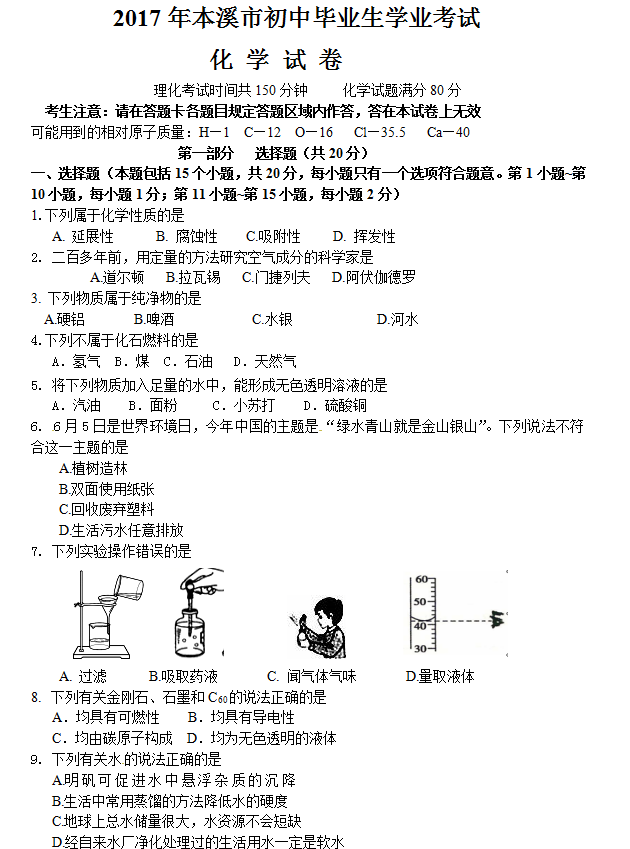 2017 年本溪市初中毕业生学业考试
化 学 试 卷
理化考试时间共 150 分钟 化学试题满分 80 分
考生注意：请在答题卡各题目规定答题区域内作答，答在本试卷上无效
可能用到的相对原子质量：H－1 C－12 O－16 Cl－35.5 Ca－40
第一部分 选择题（共 20 分）
一、选择题（本题包括 15 个小题，共 20 分，每小题只有一个选项符合题意。第 1 小题~第
10 小题，每小题 1 分；第 11 小题~第 15 小题，每小题 2 分）
1.下列属于化学性质的是
A. 延展性 B. 腐蚀性 C.吸附性 D. 挥发性
2. 二百多年前，用定量的方法研究空气成分的科学家是
A.道尔顿 B.拉瓦锡 C.门捷列夫 D.阿伏伽德罗
3. 下列物质属于纯净物的是
A.硬铝 B.啤酒 C.水银 D.河水
4.下列不属于化石燃料的是
A. 氢气 B. 煤 C. 石油 D. 天然气
5. 将下列物质加入足量的水中，能形成无色透明溶液的是
A. 汽油 B. 面粉 C. 小苏打 D. 硫酸铜
6. 6 月 5 日是世界环境日，今年中国的主题是“绿水青山就是金山银山”。下列说法不符
合这一主题的是
A.植树造林
B.双面使用纸张
C.回收废弃塑料
D.生活污水任意排放
7. 下列实验操作错误的是
60
50
40
30
A. 过滤 B.吸取药液 C. 闻气体气味 D.量取液体
8. 下列有关金刚石、石墨和 C60 的说法正确的是
A. 均具有可燃性 B. 均具有导电性
C. 均由碳原子构成 D. 均为无色透明的液体
9. 下列有关水的说法正确的是
A.明矾可促进水中悬浮杂质的沉降
B.生活中常用蒸馏的方法降低水的硬度
C.地球上总水储量很大，水资源不会短缺
D.经自来水厂净化处理过的生活用水一定是软水